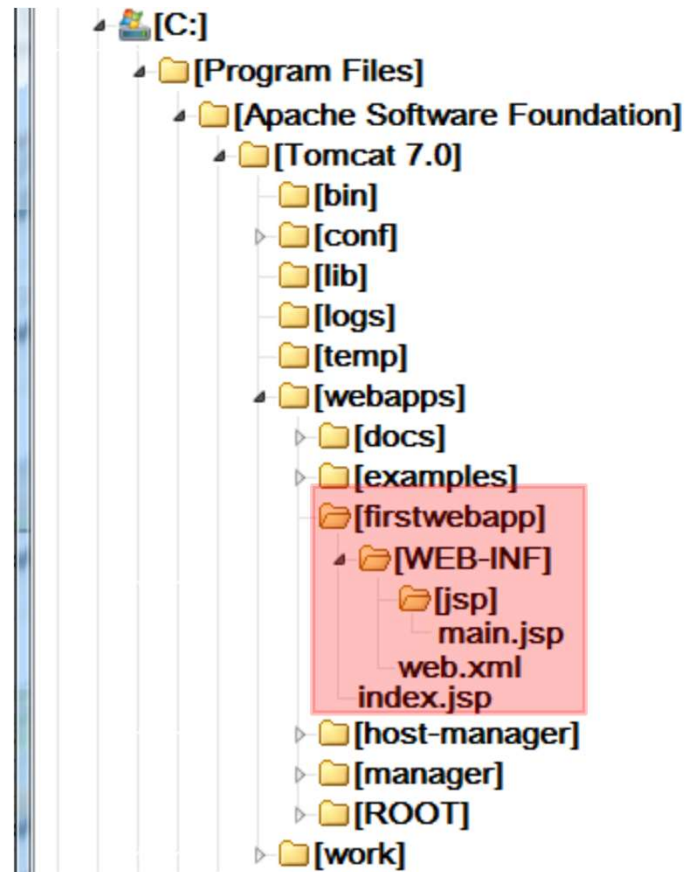 [C:]
[Program Files]
[Apache Software Foundation]
[Tomcat 7.0]
[bin]
[conf]
[lib]
[logs]
[temp]
[webapps]
[docs]
[examples]
[firstwebapp]
[WEB-INF]
[jsp]
main.jsp
web.xml
index.jsp
[host-manager]
[manager]
[ROOT]
[work]